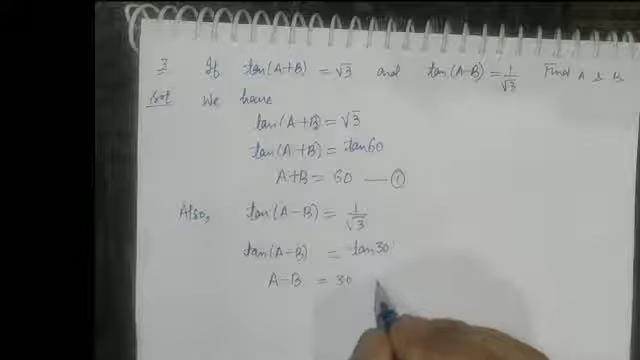 3 If tan(A+B) = √3 and tan(A-B) = 1/√3 Find A & B
Sol We have
tan(A+B) = √3
tan(A+B) = tan60
A+B = 60 — ①
Also, tan(A-B) = 1/√3
tan(A-B) = tan30
A-B = 30